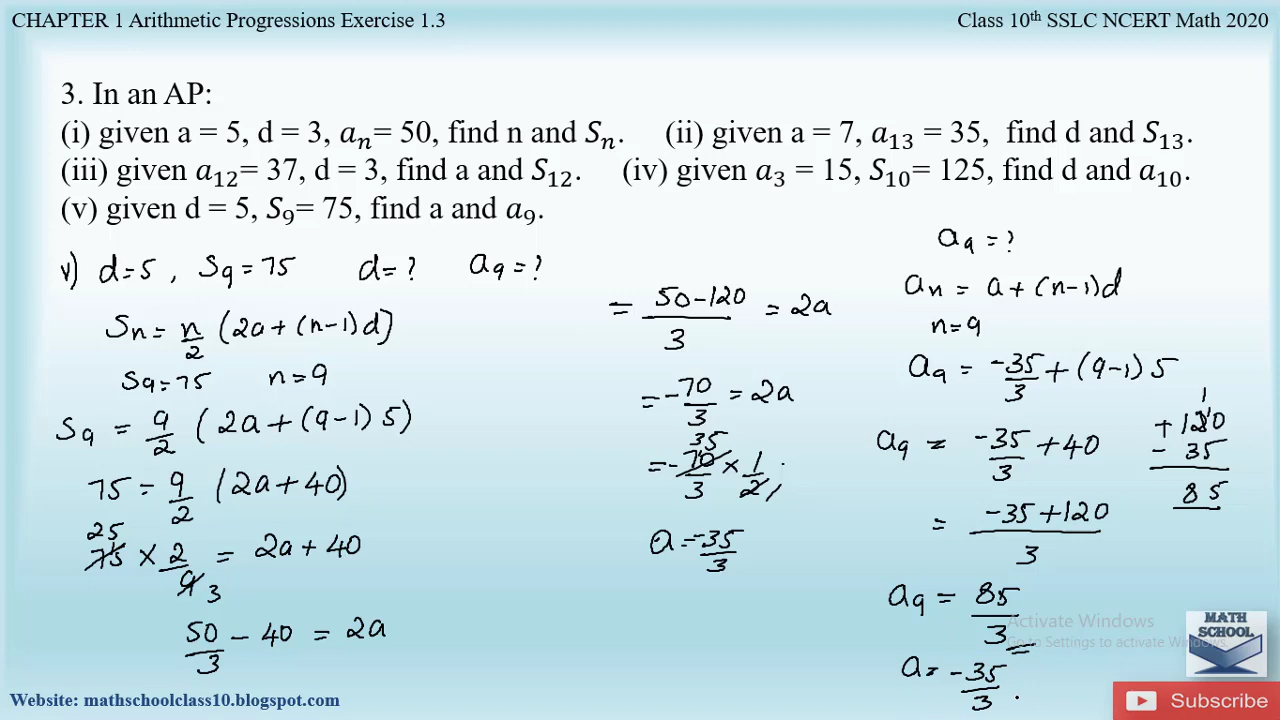 CHAPTER 1 Arithmetic Progressions Exercise 1.3
Class 10th SSLC NCERT Math 2020
3. In an AP:
(i) given a = 5, d = 3, aₙ= 50, find n and Sₙ. (ii) given a = 7, a₁₃ = 35, find d and S₁₃.
(iii) given a₁₂= 37, d = 3, find a and S₁₂. (iv) given a₃ = 15, S₁₀= 125, find d and a₁₀.
(v) given d = 5, S₉= 75, find a and a₉.
v) d=5 , S₉=75 d=? a₉=?
Sₙ= n/2 (2a+(n-1)d)
S₉=75 n=9
S₉ = 9/2 (2a+(9-1) 5)
75 = 9/2 (2a+40)
25
75 × 2/9 = 2a+40
3
50/3 - 40 = 2a
= 50-120/3 = 2a
= -70/3 = 2a
35
= -70/3 × 1/2
a = -35/3
a₉ = ?
aₙ = a+(n-1)d
n=9
a₉ = -35/3 + (9-1) 5
a₉ = -35/3 + 40
= -35+120/3
1
+120
- 35
85
a₉ = 85/3
a= -35/3
Activate Windows
Go to Settings to activate Windows.
MATH
SCHOOL
Website: mathschoolclass10.blogspot.com
Subscribe